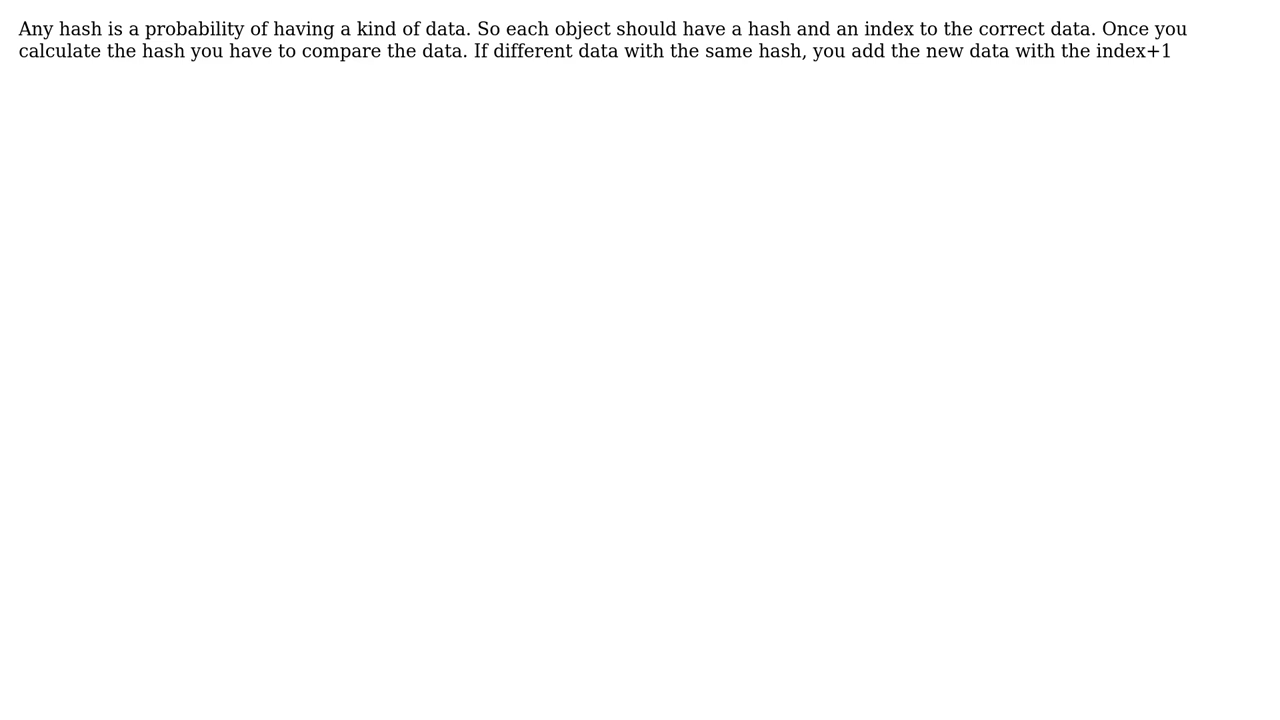 Any hash is a probability of having a kind of data. So each object should have a hash and an index to the correct data. Once you
calculate the hash you have to compare the data. If different data with the same hash, you add the new data with the index+1